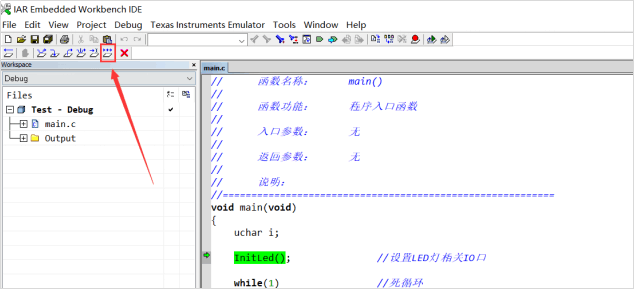 IAR Embedded Workbench IDE
File Edit View Project Debug Texas Instruments Emulator Tools Window Help
Workspace
Debug
Files
Test - Debug
main.c
Output
main.c
// 函数名称: main()
//
// 函数功能: 程序入口函数
//
// 入口参数: 无
//
// 返回参数: 无
//
// 说明:
//=======================================================
void main(void)
{
uchar i;
InitLed(); //设置LED灯相关IO口
while(1) //死循环